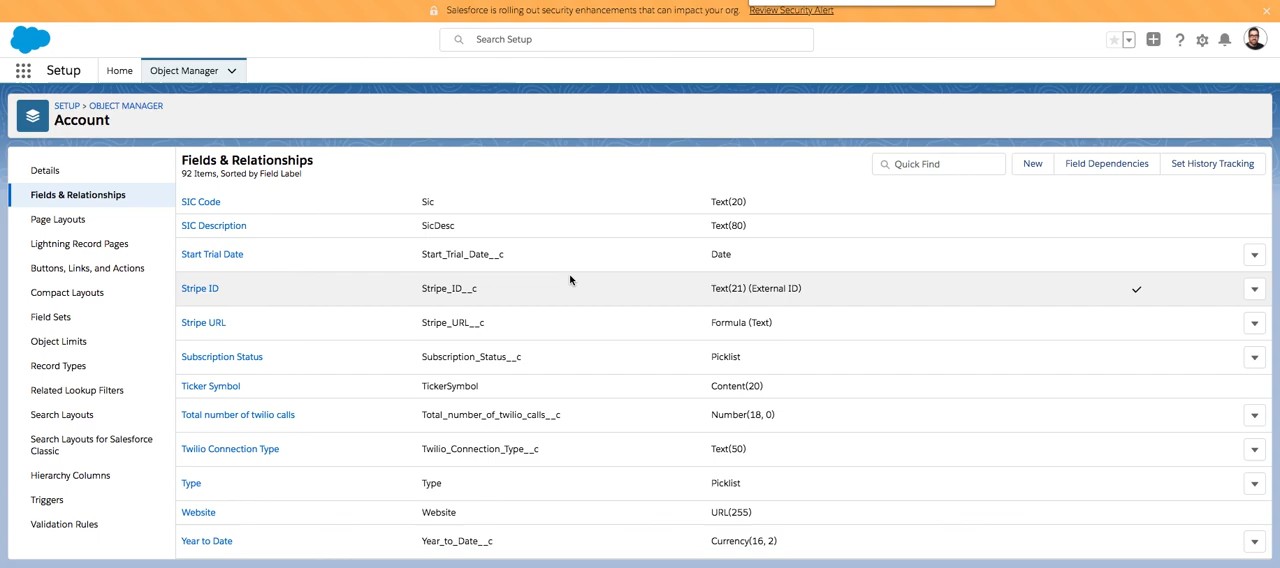 Salesforce is rolling out security enhancements that can impact your org. Review Security Alert
Search Setup
Setup Home Object Manager
SETUP > OBJECT MANAGER
Account
Details
Fields & Relationships
Page Layouts
Lightning Record Pages
Buttons, Links, and Actions
Compact Layouts
Field Sets
Object Limits
Record Types
Related Lookup Filters
Search Layouts
Search Layouts for Salesforce
Classic
Hierarchy Columns
Triggers
Validation Rules
Fields & Relationships
92 Items, Sorted by Field Label
Quick Find New Field Dependencies Set History Tracking
SIC Code Sic Text(20)
SIC Description SicDesc Text(80)
Start Trial Date Start_Trial_Date__c Date
Stripe ID Stripe_ID__c Text(21) (External ID)
Stripe URL Stripe_URL__c Formula (Text)
Subscription Status Subscription_Status__c Picklist
Ticker Symbol TickerSymbol Content(20)
Total number of twilio calls Total_number_of_twilio_calls__c Number(18, 0)
Twilio Connection Type Twilio_Connection_Type__c Text(50)
Type Type Picklist
Website Website URL(255)
Year to Date Year_to_Date__c Currency(16, 2)